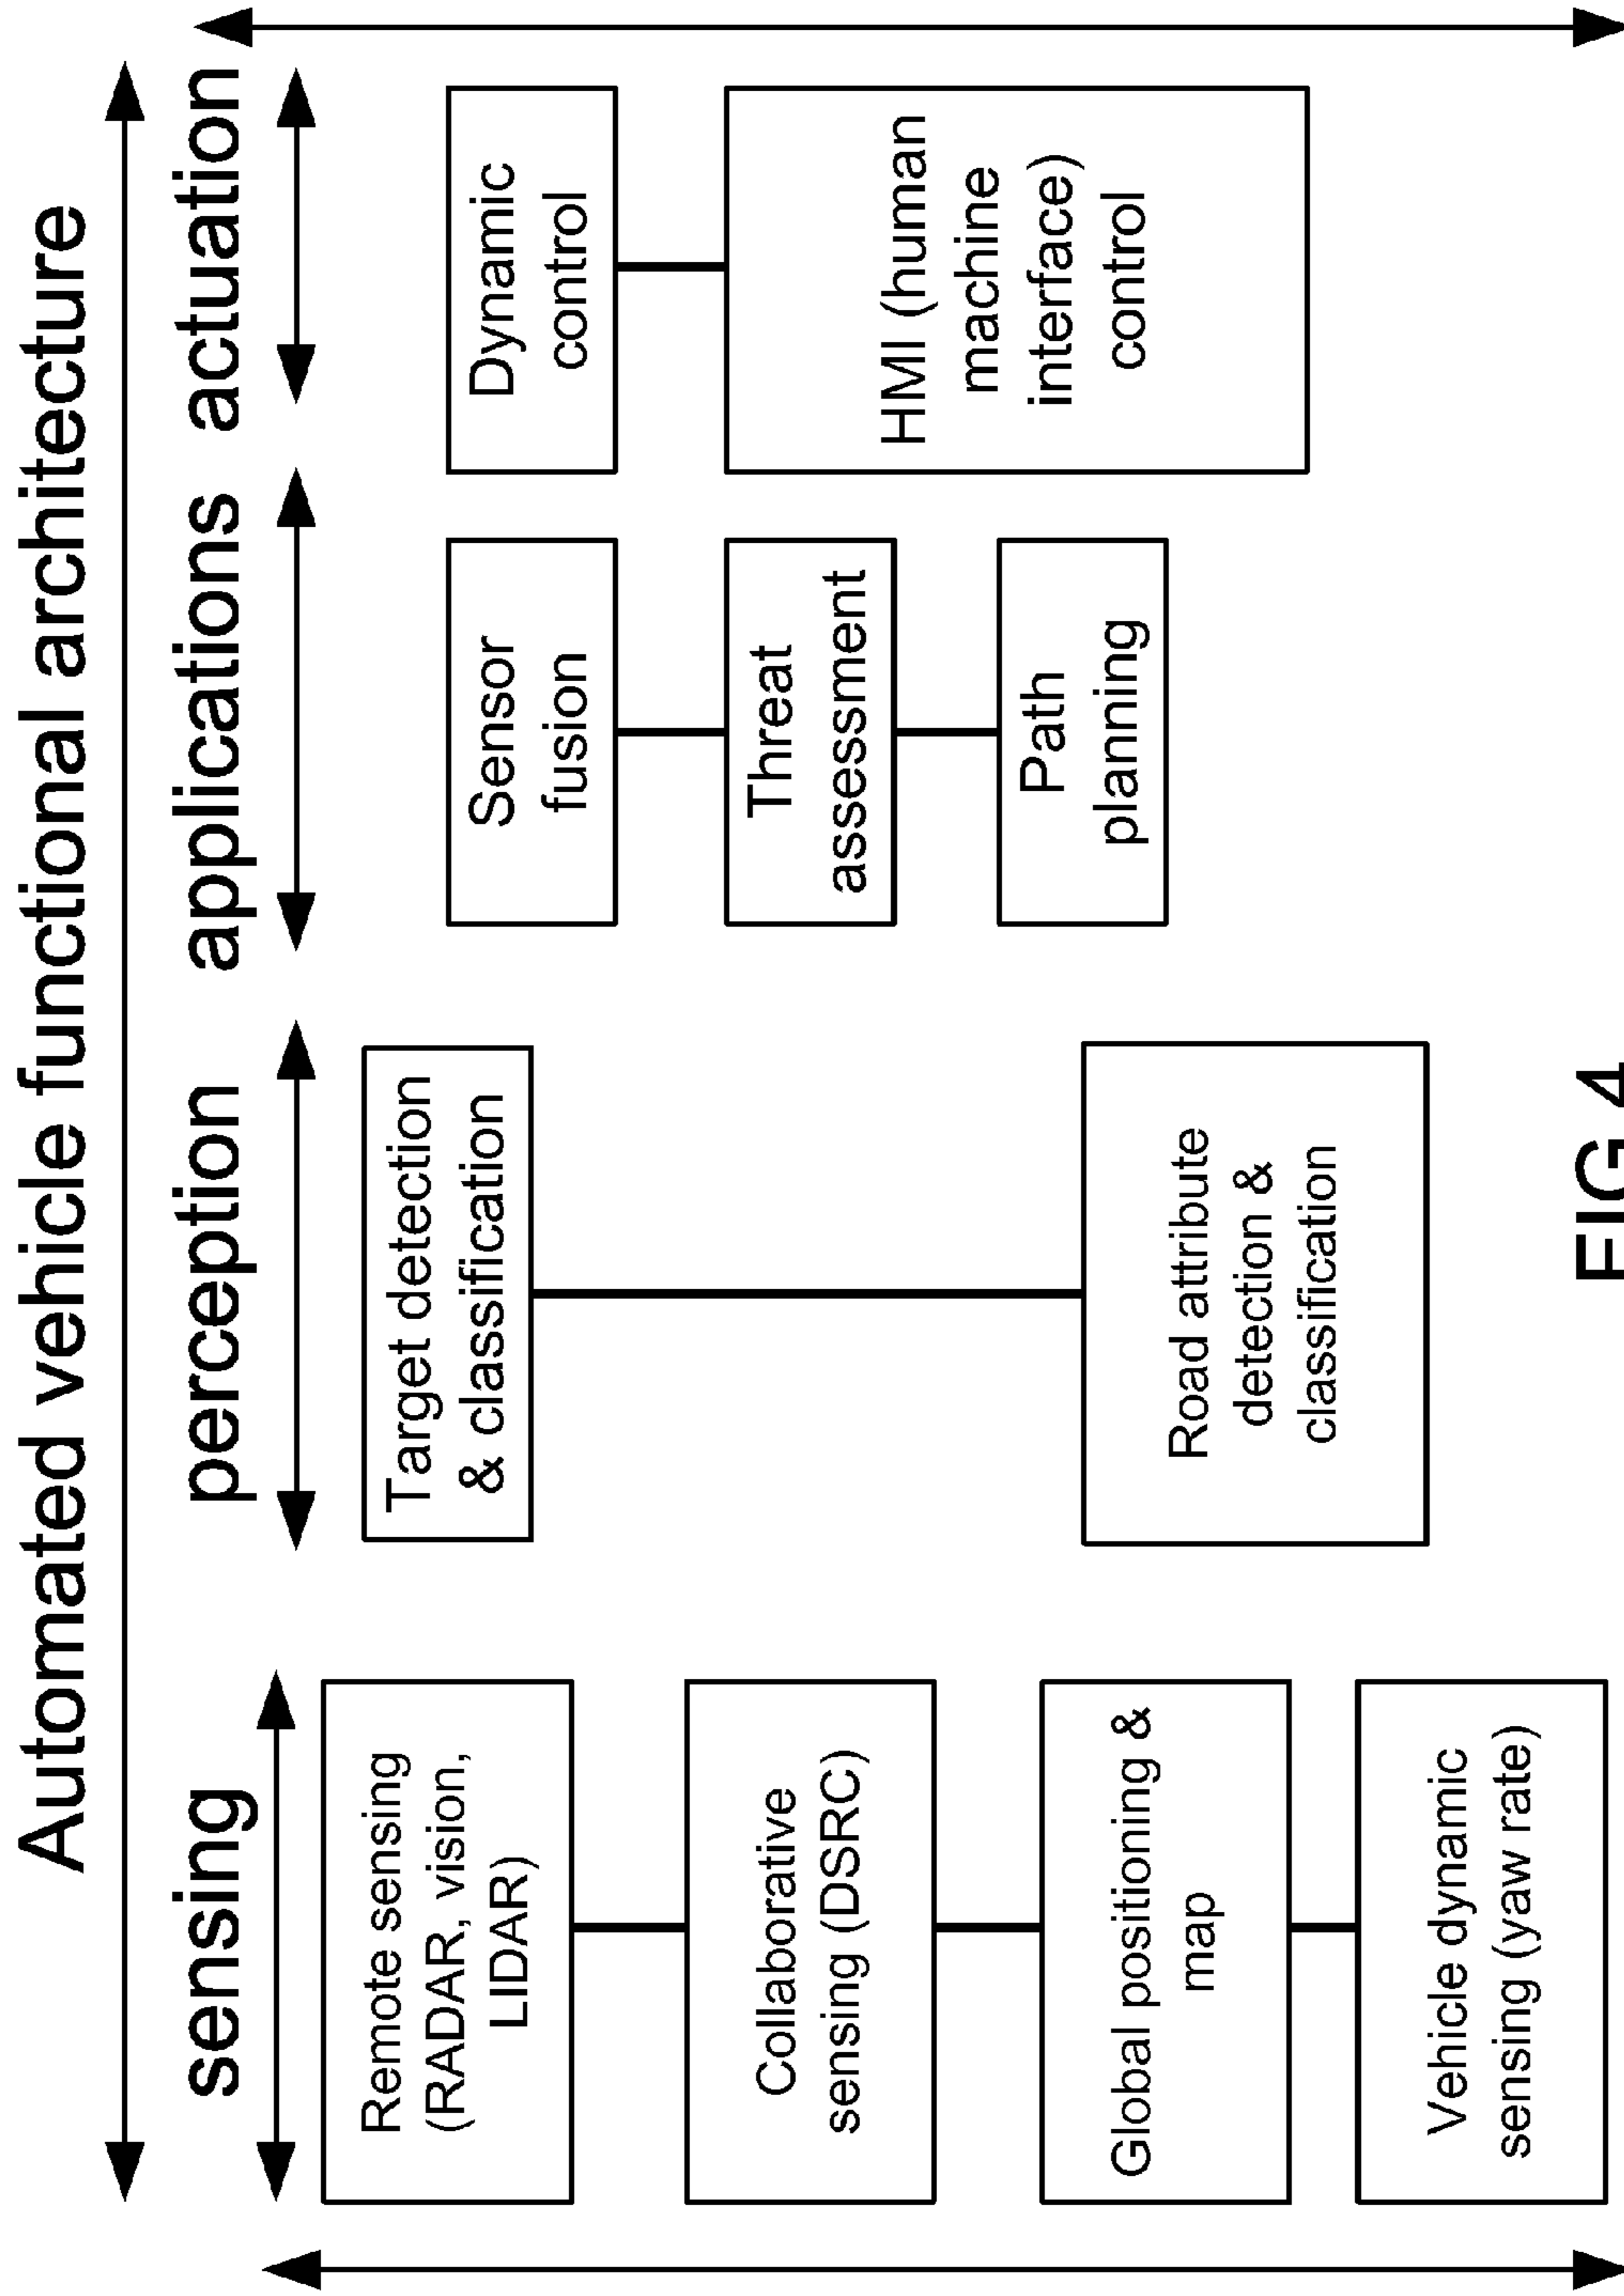 Automated vehicle functional architecture
sensing
perception
applications
actuation
Remote sensing
(RADAR, vision,
LIDAR)
Collaborative
sensing (DSRC)
Global positioning &
map
Vehicle dynamic
sensing (yaw rate)
Target detection
& classification
Road attribute
detection &
classification
Sensor
fusion
Threat
assessment
Path
planning
Dynamic
control
HMI (human
machine
interface)
control
FIG 4